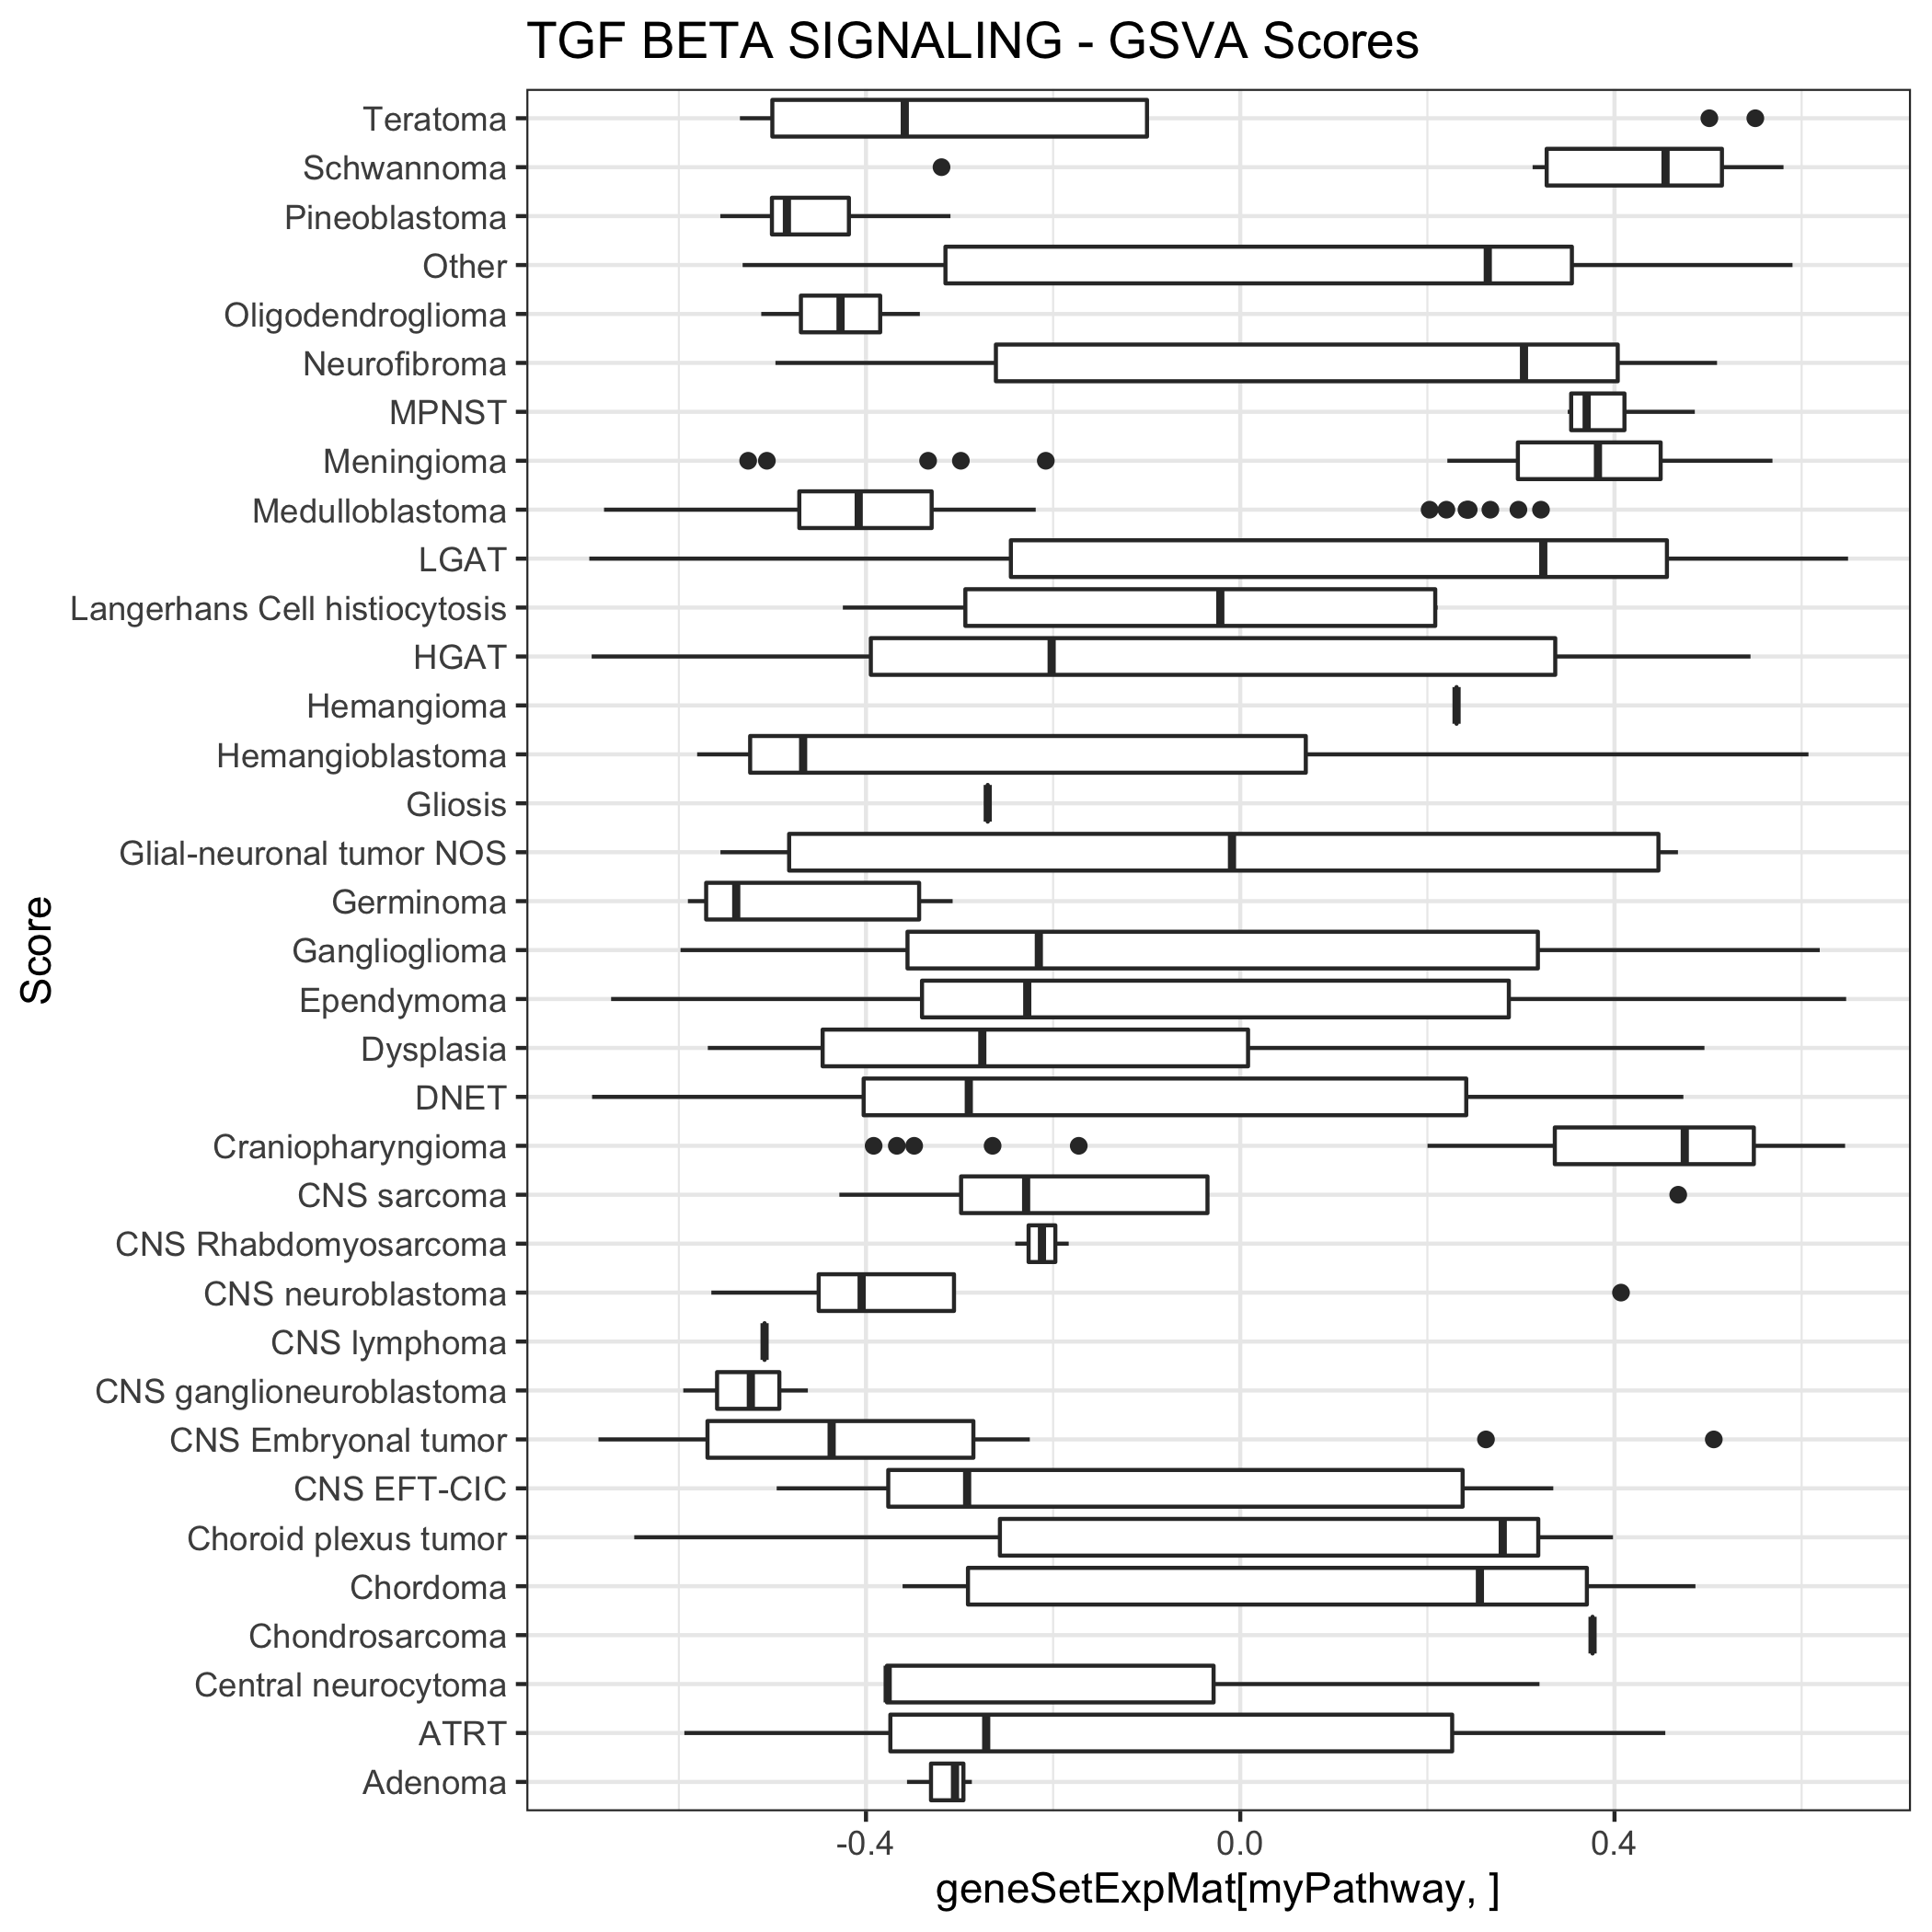 TGF BETA SIGNALING - GSVA Scores
Teratoma
Schwannoma
Pineoblastoma
Other
Oligodendroglioma
Neurofibroma
MPNST
Meningioma
Medulloblastoma
LGAT
Langerhans Cell histiocytosis
HGAT
Hemangioma
Hemangioblastoma
Gliosis
Glial-neuronal tumor NOS
Germinoma
Ganglioglioma
Ependymoma
Dysplasia
DNET
Craniopharyngioma
CNS sarcoma
CNS Rhabdomyosarcoma
CNS neuroblastoma
CNS lymphoma
CNS ganglioneuroblastoma
CNS Embryonal tumor
CNS EFT-CIC
Choroid plexus tumor
Chordoma
Chondrosarcoma
Central neurocytoma
ATRT
Adenoma
Score
-0.4 0.0 0.4
geneSetExpMat[myPathway, ]